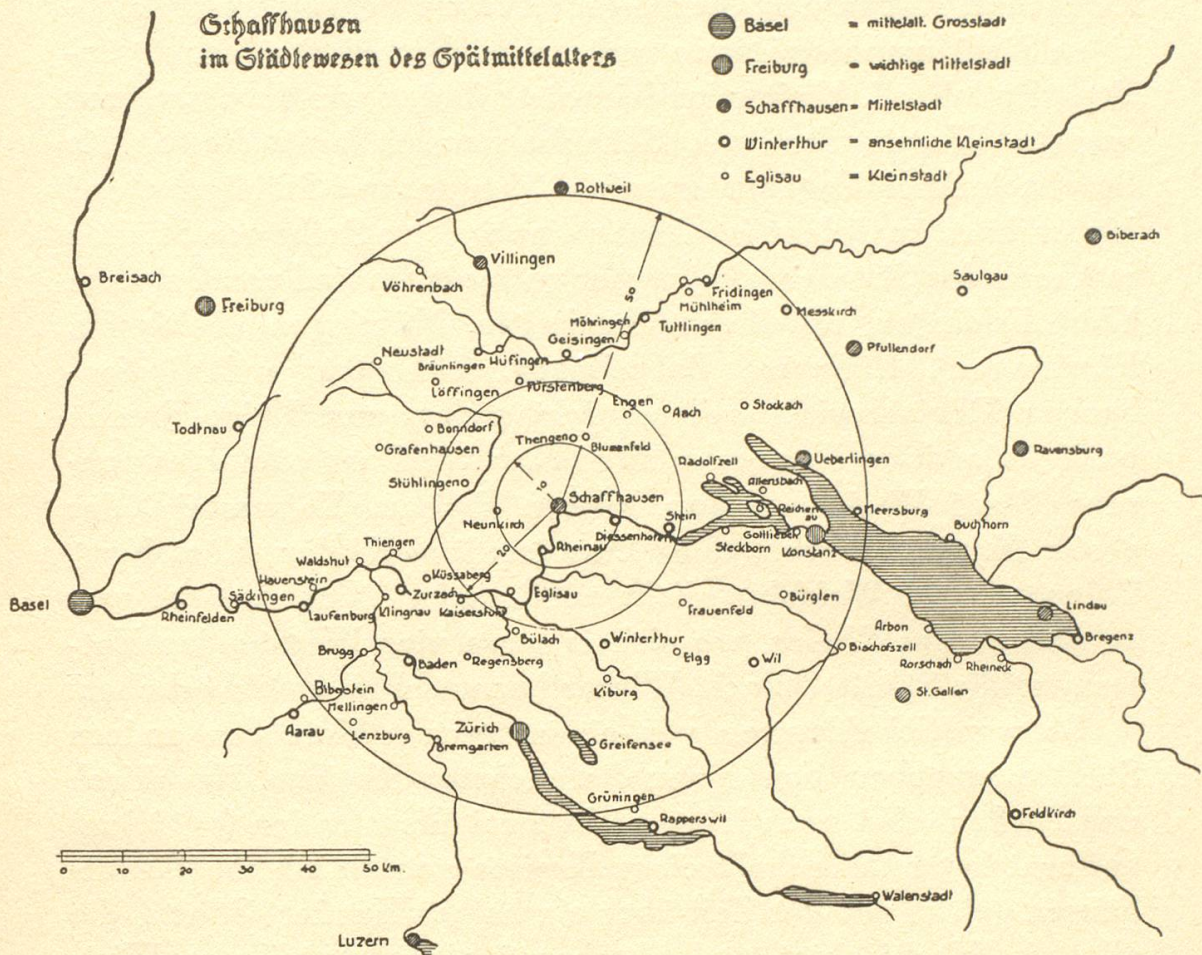 Schaffhausen
im Städtewesen des Spätmittelalters
Basel = mittelalt. Grosstadt
Freiburg = wichtige Mittelstadt
Schaffhausen = Mittelstadt
Winterthur = ansehnliche Kleinstadt
Eglisau = Kleinstadt
Rottweil
Biberach
Villingen
Breisach
Vöhrenbach
Saulgau
50
Fridingen
Mühlheim
Freiburg
Messkirch
Möhringen
Tuttlingen
Geisingen
Pfullendorf
Neustadt
Hüfingen
Bräunlingen
Löffingen
Fürstenberg
Engen
Aach
Stockach
Todtnau
Bonndorf
Thengen
Blumenfeld
Grafenhausen
Ravensburg
Radolfzell
Ueberlingen
Stühlingen
10
Allensbach
Schaffhausen
Reichenau
Meersburg
Neunkirch
Stein
Diessenhofen
Gottlieben
Buchhorn
Steckborn
Konstanz
Thiengen
Rheinau
20
Waldshut
Hauenstein
Küssaberg
Basel
Säckingen
Zurzach
Eglisau
Bürglen
Klingnau
Kaiserstuhl
Frauenfeld
Lindau
Rheinfelden
Laufenburg
Arbon
Bülach
Winterthur
Bregenz
Brugg
Baden
Regensberg
Elgg
Wil
Bischofszell
Rorschach
Rheineck
Kiburg
Bibestein
St. Gallen
Mellingen
Aarau
Lenzburg
Zürich
Bremgarten
Greifensee
Grüningen
Rapperswil
Feldkirch
0 10 20 30 40 50 Km.
Walenstadt
Luzern